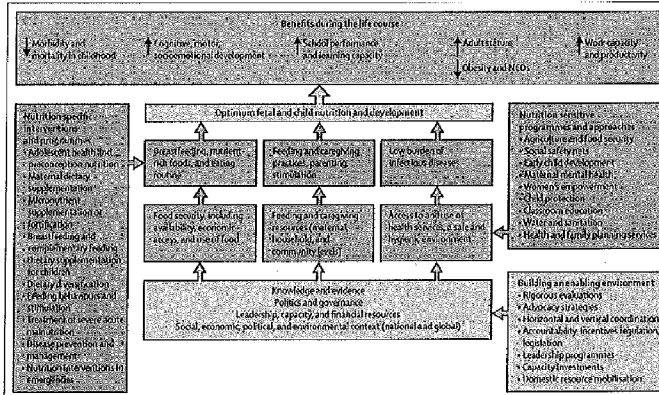 Benefits during the life course
Morbidity and
mortality in childhood
Cognitive, motor,
socioemotional development
School performance
and learning capacity
Adult stature
Obesity and NCDs
Work capacity
and productivity
Optimum fetal and child nutrition and development
Nutrition specific
interventions
and programmes
• Adolescent health and
preconception nutrition
• Maternal dietary
supplementation
• Micronutrient
supplementation or
fortification
• Breastfeeding and
complementary feeding
• Dietary supplementation
for children
• Dietary diversification
• Feeding behaviours and
stimulation
• Treatment of severe acute
malnutrition
• Disease prevention and
management
• Nutrition interventions in
emergencies
Breastfeeding, nutrient-
rich foods, and eating
routine
Feeding and caregiving
practices, parenting,
stimulation
Low burden of
infectious diseases
Food security, including
availability, economic
access, and use of food
Feeding and caregiving
resources (maternal,
household, and
community levels)
Access to and use of
health services, a safe and
hygienic environment
Knowledge and evidence
Politics and governance
Leadership, capacity, and financial resources
Social, economic, political, and environmental context (national and global)
Nutrition sensitive
programmes and approaches
• Agriculture and food security
• Social safety nets
• Early child development
• Maternal mental health
• Women's empowerment
• Child protection
• Classroom education
• Water and sanitation
• Health and family planning services
Building an enabling environment
• Rigorous evaluations
• Advocacy strategies
• Horizontal and vertical coordination
• Accountability, incentives regulation,
legislation
• Leadership programmes
• Capacity investments
• Domestic resource mobilisation